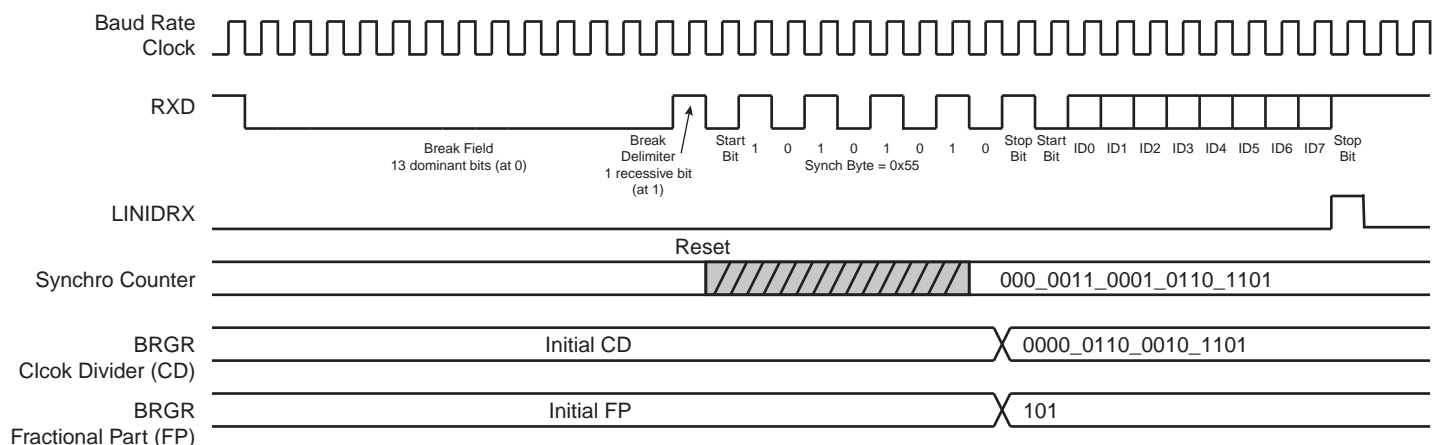 Baud Rate
Clock
RXD
Break Field
13 dominant bits (at 0)
Break
Delimiter
1 recessive bit
(at 1)
Start
Bit
1 0 1 0 1 0 1 0
Synch Byte = 0x55
Stop
Bit
Start
Bit
ID0 ID1 ID2 ID3 ID4 ID5 ID6 ID7
Stop
Bit
LINIDRX
Reset
Synchro Counter
000_0011_0001_0110_1101
BRGR
Clcok Divider (CD)
Initial CD
0000_0110_0010_1101
BRGR
Fractional Part (FP)
Initial FP
101